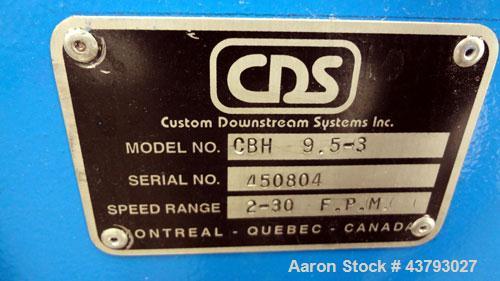 CDS
Custom Downstream Systems Inc.
MODEL NO. CBH 9.5-3
SERIAL NO. 450804
SPEED RANGE 2-30 F.P.M.
MONTREAL - QUEBEC - CANADA
Aaron Stock # 43793027